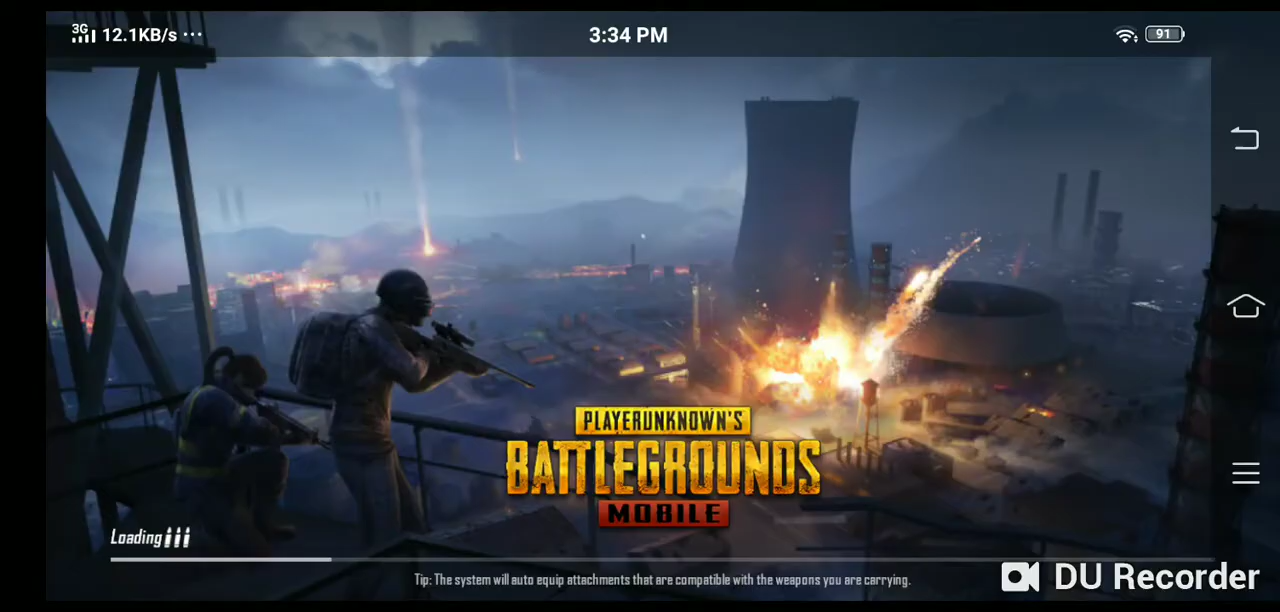 3G 12.1KB/s ...
3:34 PM
91
PLAYERUNKNOWN'S
BATTLEGROUNDS
MOBILE
Loading
Tip: The system will auto equip attachments that are compatible with the weapons you are carrying.
DU Recorder